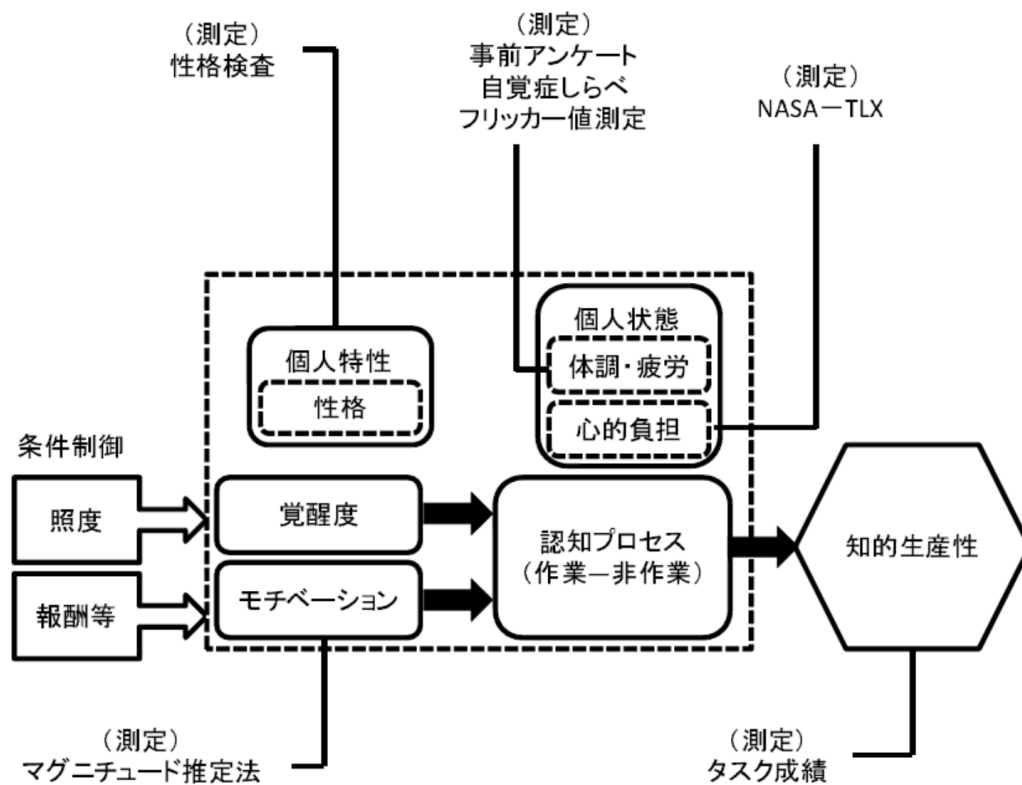 （測定）
性格検査
（測定）
事前アンケート
自覚症しらべ
フリッカー値測定
（測定）
NASA－TLX
個人特性
性格
個人状態
体調・疲労
心的負担
条件制御
照度
報酬等
覚醒度
モチベーション
認知プロセス
（作業―非作業）
知的生産性
（測定）
マグニチュード推定法
（測定）
タスク成績